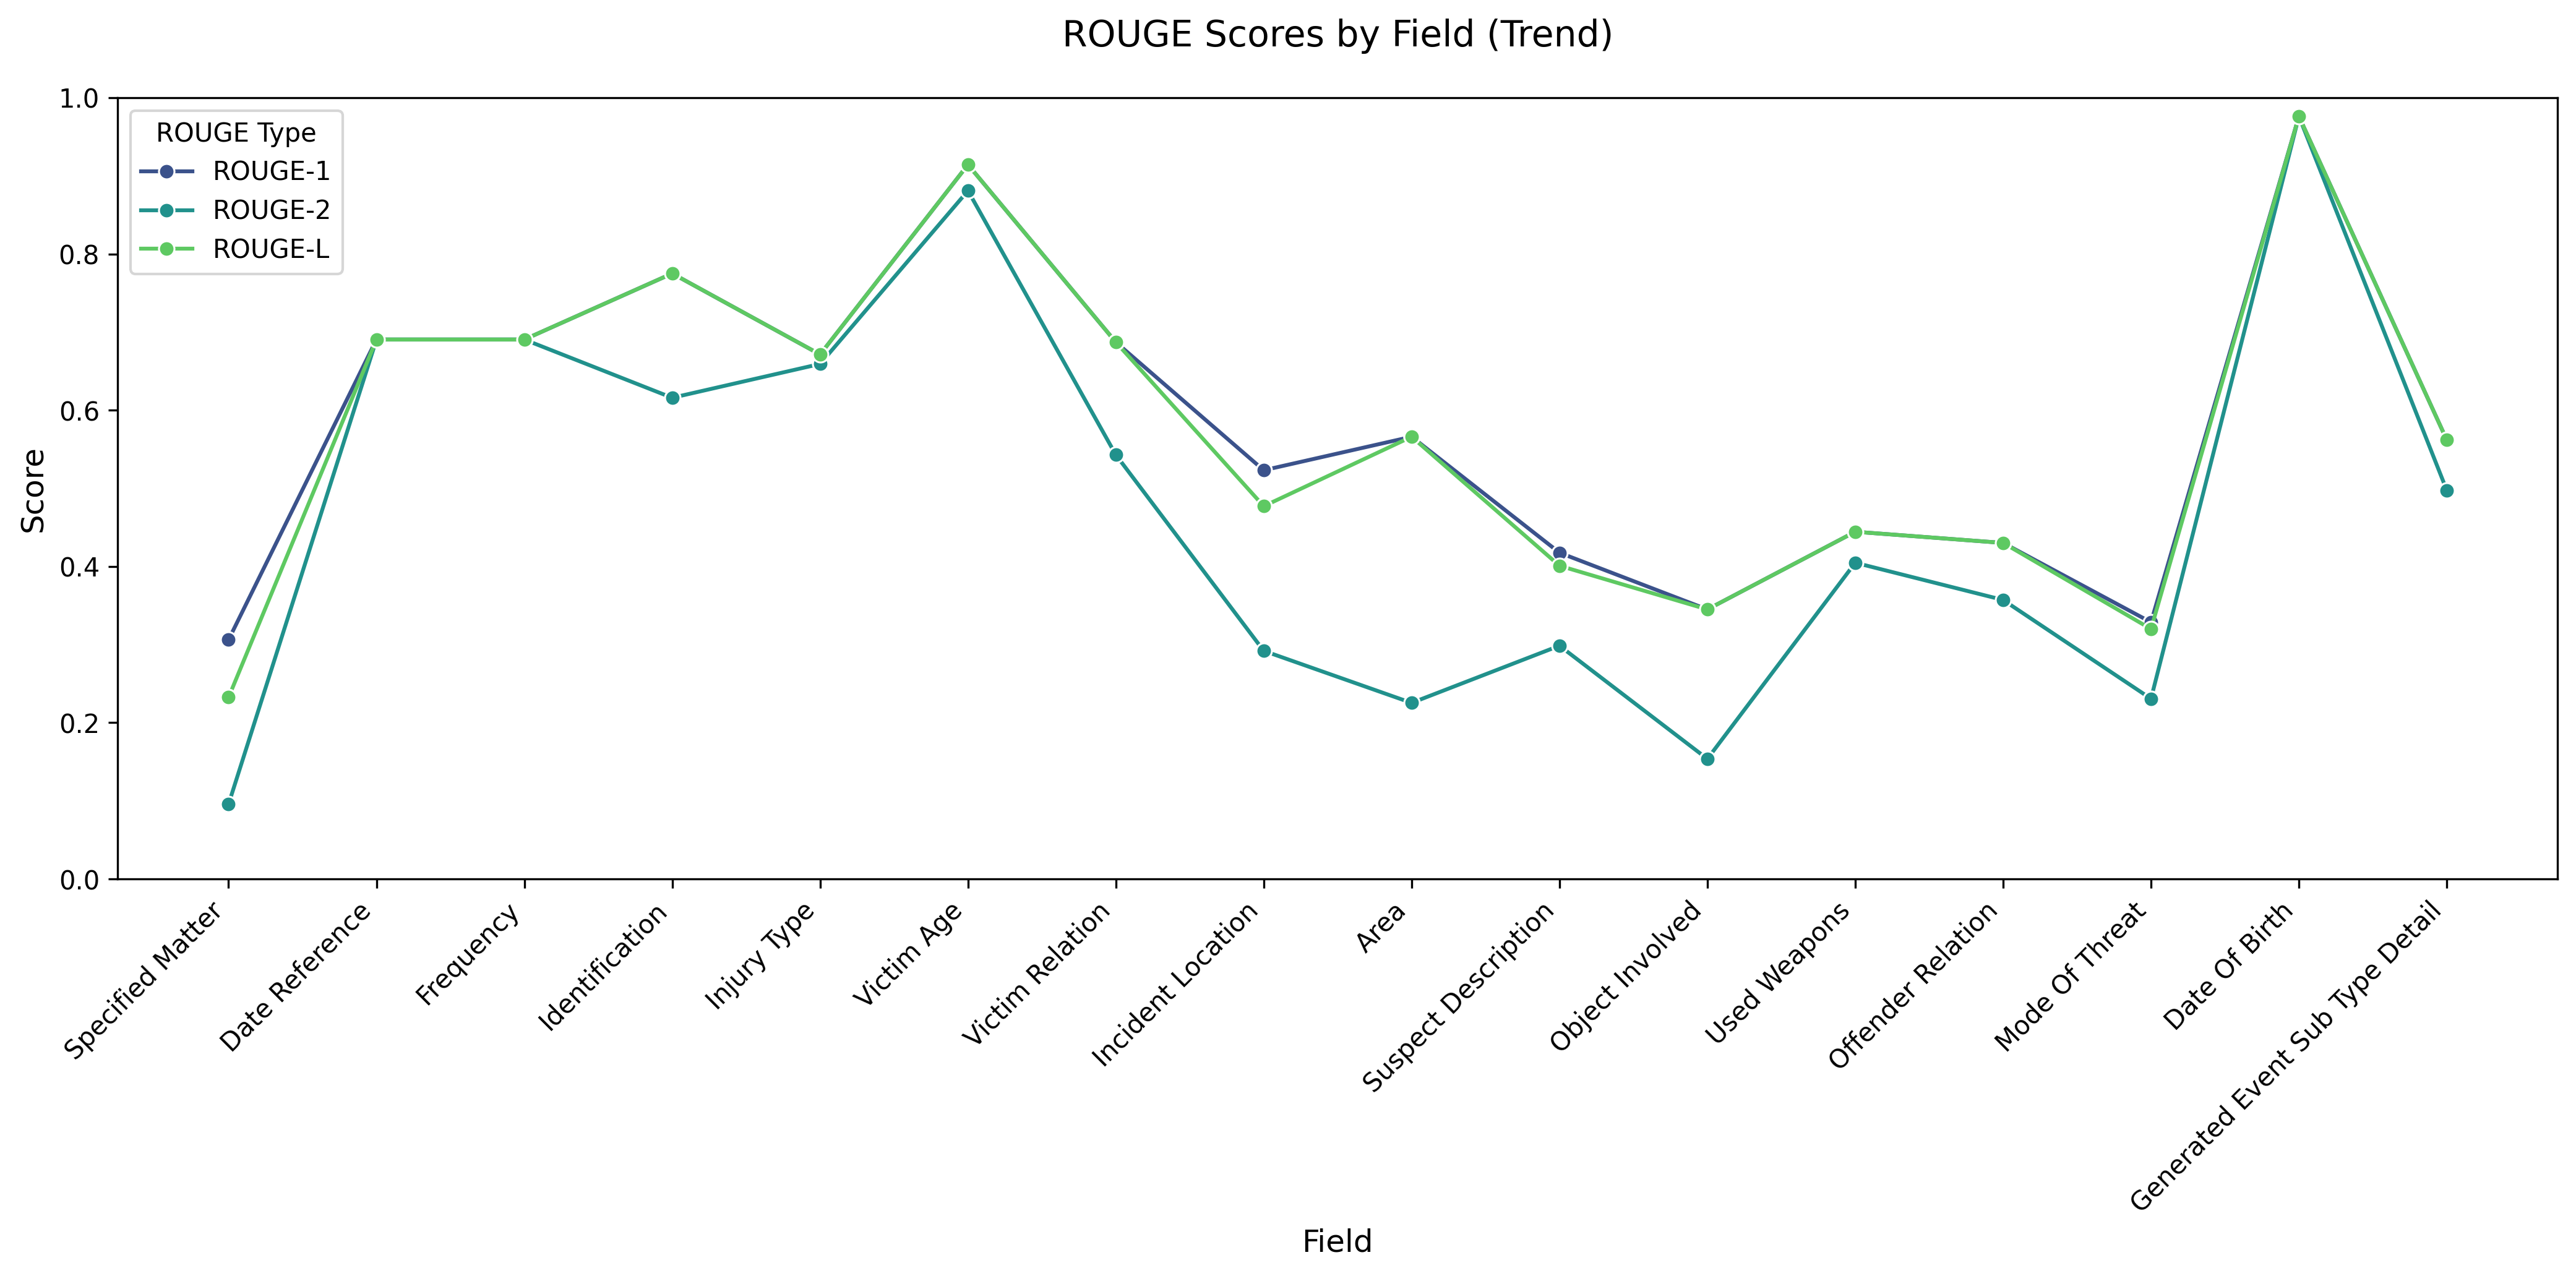 ROUGE Scores by Field (Trend)
1.0
0.8
0.6
0.4
0.2
0.0
Score
ROUGE Type
ROUGE-1
ROUGE-2
ROUGE-L
Specified Matter
Date Reference
Frequency
Identification
Injury Type
Victim Age
Victim Relation
Incident Location
Area
Suspect Description
Object Involved
Used Weapons
Offender Relation
Mode Of Threat
Date Of Birth
Generated Event Sub Type Detail
Field